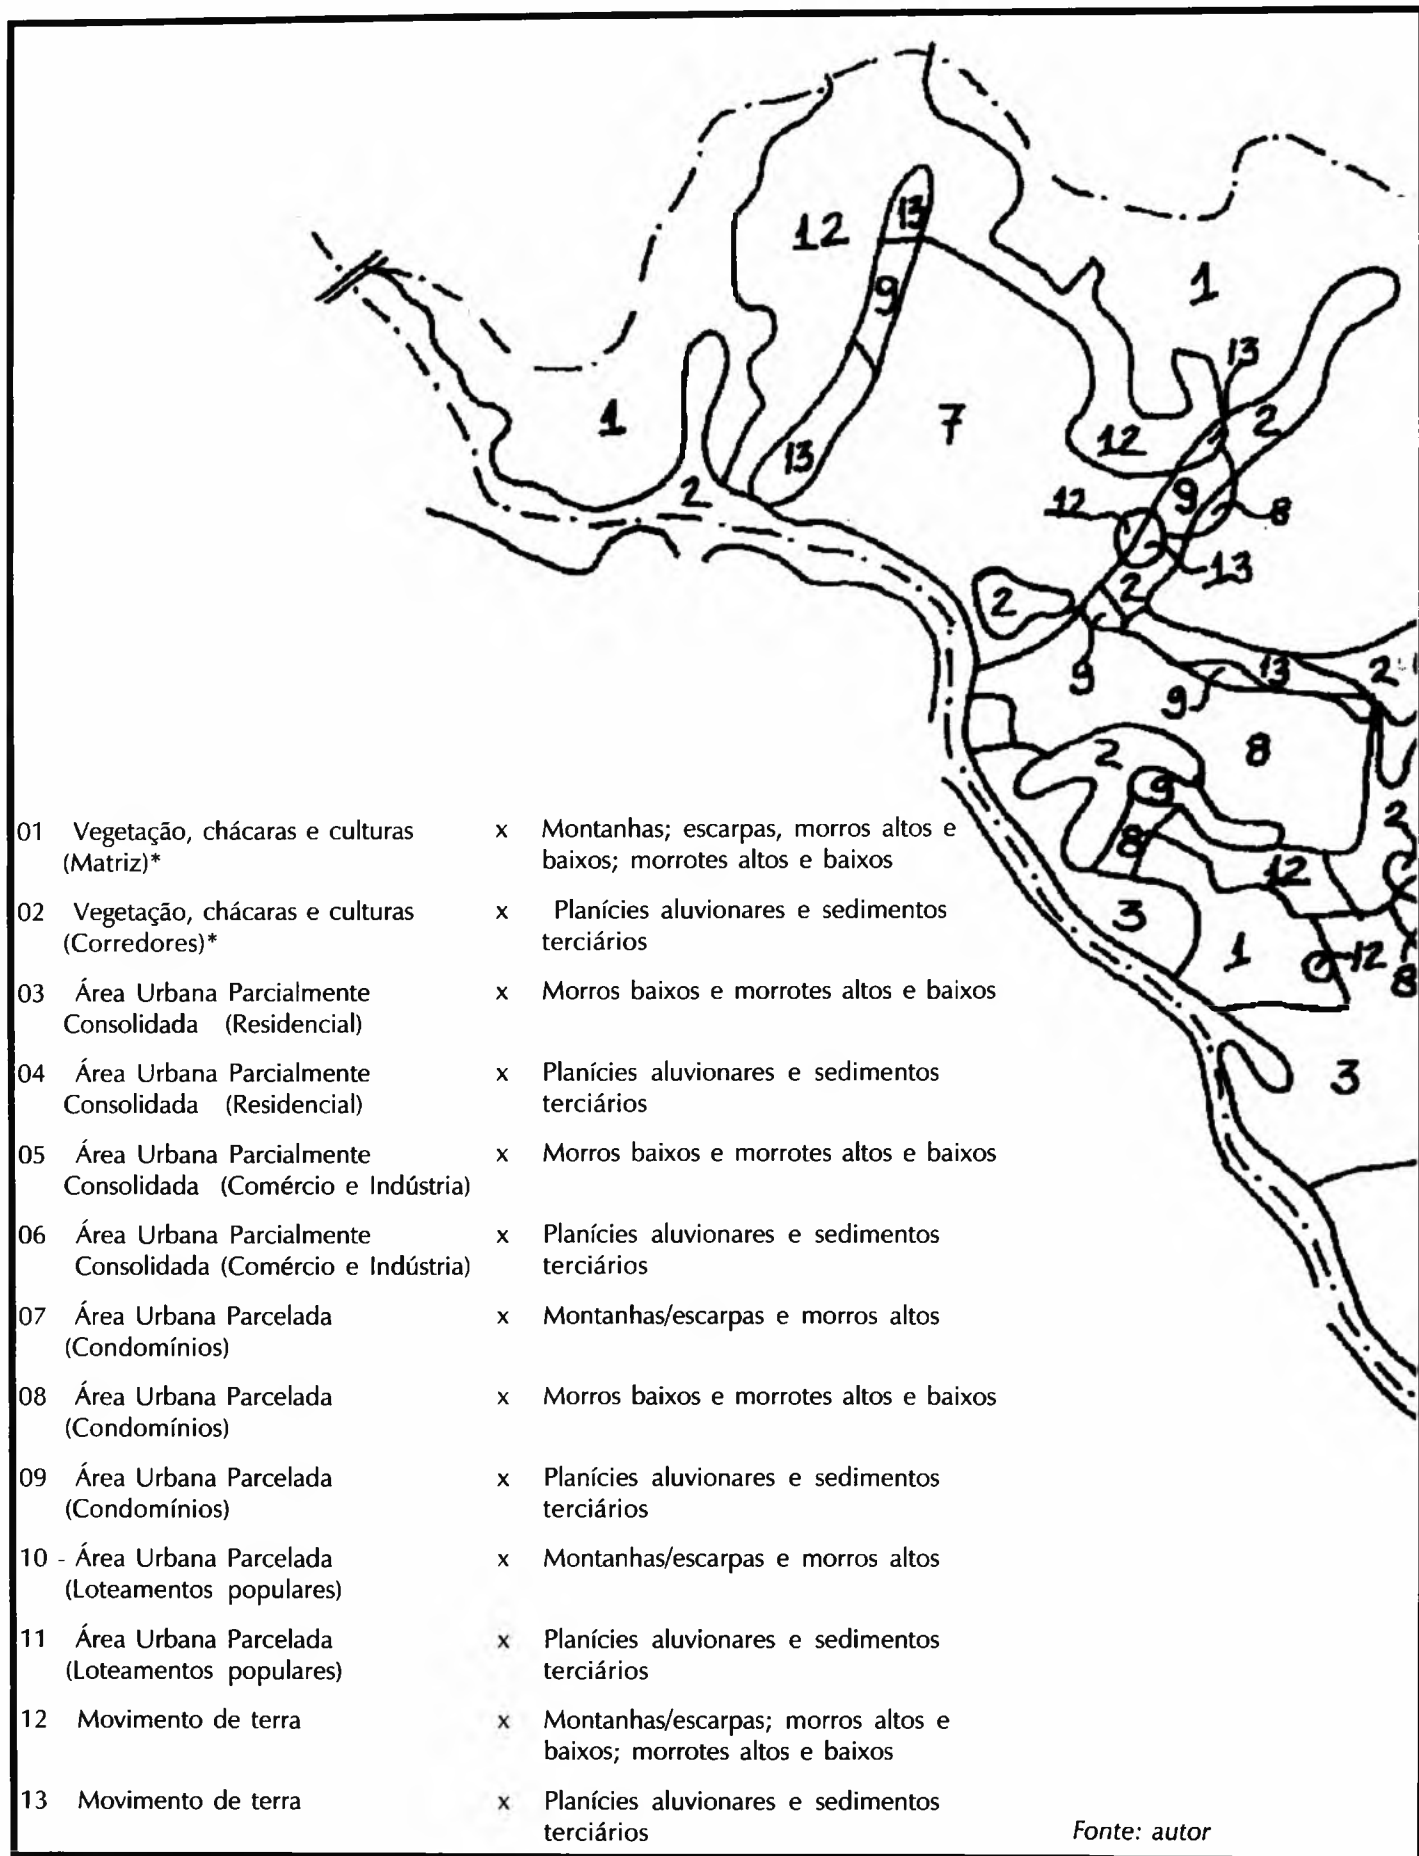 12
13
9
1
13
1
7
13
12
2
2
9
12
8
13
2
2
9
13
2
9
8
2
9
2
8
12
3
1
12
8
3
01 Vegetação, chácaras e culturas x Montanhas; escarpas, morros altos e
(Matriz)* baixos; morrotes altos e baixos
02 Vegetação, chácaras e culturas x Planícies aluvionares e sedimentos
(Corredores)* terciários
03 Área Urbana Parcialmente x Morros baixos e morrotes altos e baixos
Consolidada (Residencial)
04 Área Urbana Parcialmente x Planícies aluvionares e sedimentos
Consolidada (Residencial) terciários
05 Área Urbana Parcialmente x Morros baixos e morrotes altos e baixos
Consolidada (Comércio e Indústria)
06 Área Urbana Parcialmente x Planícies aluvionares e sedimentos
Consolidada (Comércio e Indústria) terciários
07 Área Urbana Parcelada x Montanhas/escarpas e morros altos
(Condomínios)
08 Área Urbana Parcelada x Morros baixos e morrotes altos e baixos
(Condomínios)
09 Área Urbana Parcelada x Planícies aluvionares e sedimentos
(Condomínios) terciários
10 - Área Urbana Parcelada x Montanhas/escarpas e morros altos
(Loteamentos populares)
11 Área Urbana Parcelada x Planícies aluvionares e sedimentos
(Loteamentos populares) terciários
12 Movimento de terra x Montanhas/escarpas; morros altos e
baixos; morrotes altos e baixos
13 Movimento de terra x Planícies aluvionares e sedimentos
terciários
Fonte: autor